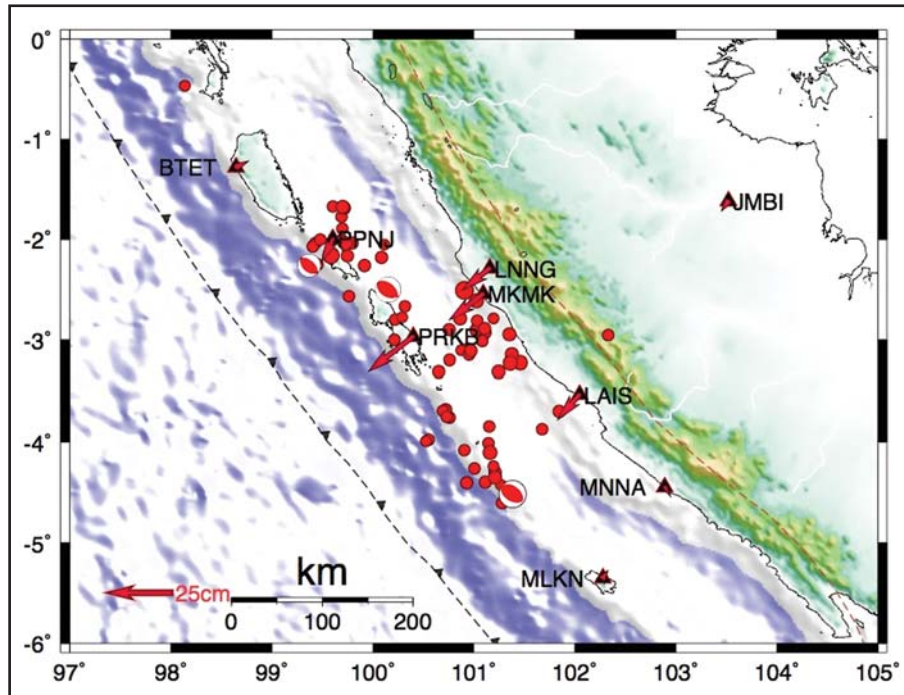 0°
-1°
BTET
JMBI
-2°
PPNJ
LNNG
MKMK
-3°
PRKB
LAIS
-4°
MNNA
-5°
MLKN
km
25cm
0 100 200
-6°
97° 98° 99° 100° 101° 102° 103° 104° 105°